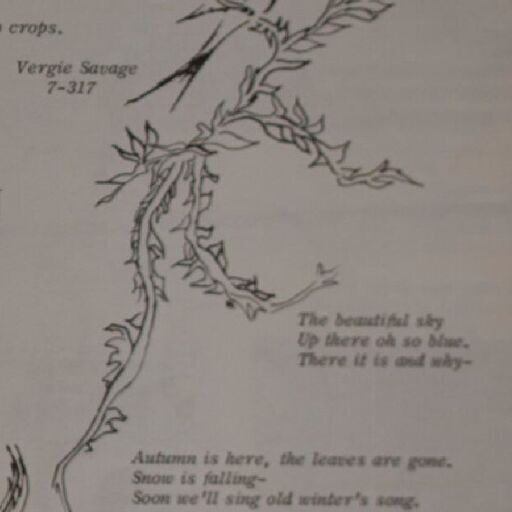 crops.
Vergie Savage
7-317
The beautiful sky
Up there oh so blue.
There it is and why-
Autumn is here, the leaves are gone.
Snow is falling-
Soon we'll sing old winter's song.